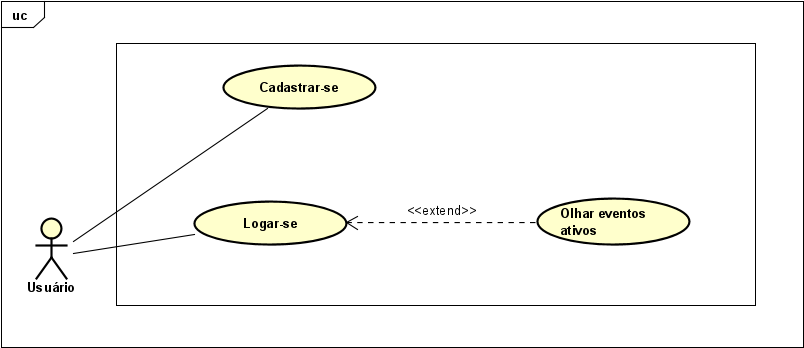 uc
Cadastrar-se
Logar-se
<<extend>>
Olhar eventos
ativos
Usuário